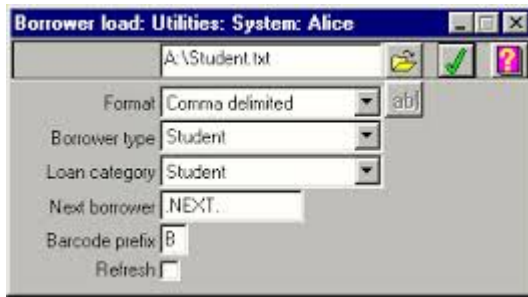 Borrower load: Utilities: System: Alice
A:\Student.txt
Format Comma delimited ab|
Borrower type Student
Loan category Student
Next borrower .NEXT.
Barcode prefix B
Refresh